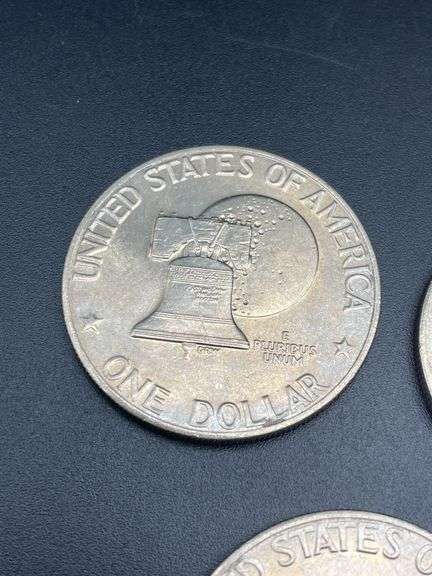 UNITED STATES OF AMERICA
E
PLURIBUS
UNUM
ONE DOLLAR
STATES O